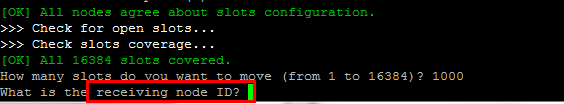 [OK] All nodes agree about slots configuration.
>>> Check for open slots...
>>> Check slots coverage...
[OK] All 16384 slots covered.
How many slots do you want to move (from 1 to 16384)? 1000
What is the receiving node ID?